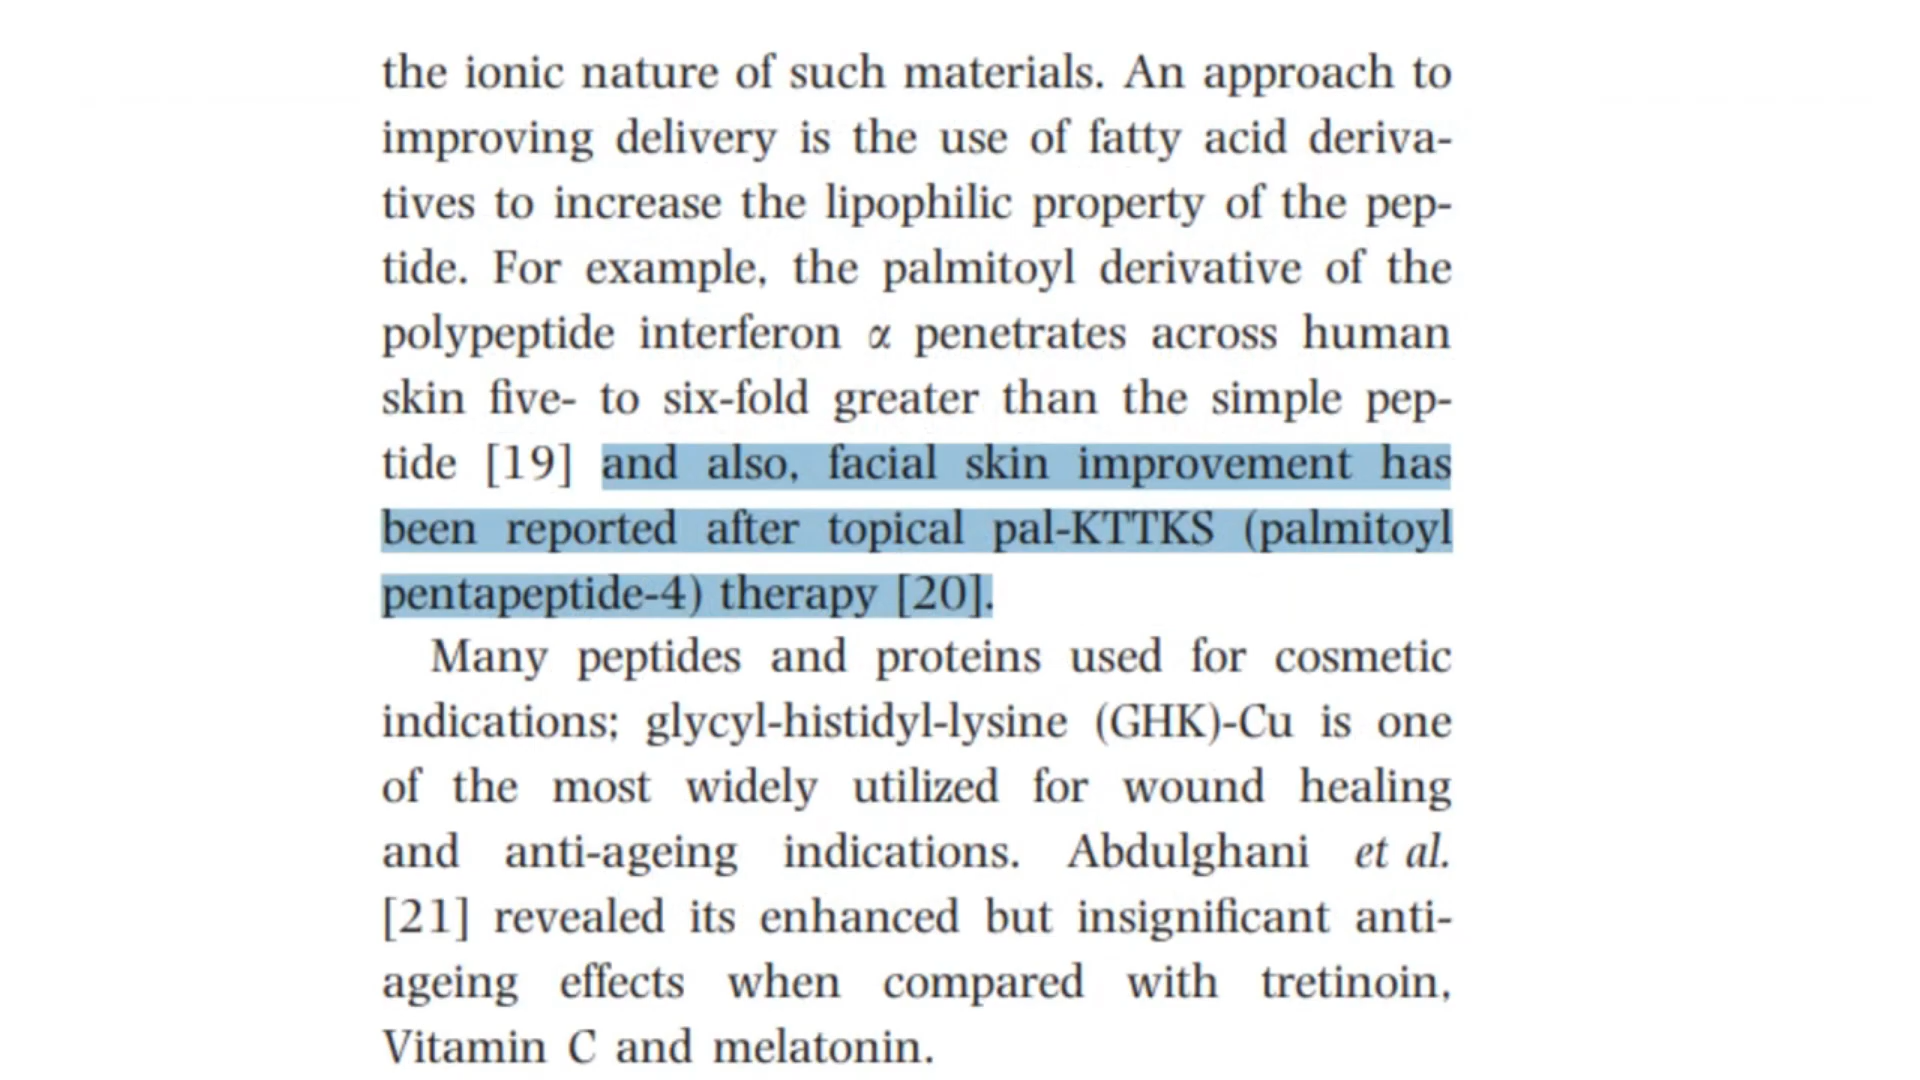 the ionic nature of such materials. An approach to
improving delivery is the use of fatty acid deriva-
tives to increase the lipophilic property of the pep-
tide. For example, the palmitoyl derivative of the
polypeptide interferon α penetrates across human
skin five- to six-fold greater than the simple pep-
tide [19] and also, facial skin improvement has
been reported after topical pal-KTTKS (palmitoyl
pentapeptide-4) therapy [20].
Many peptides and proteins used for cosmetic
indications; glycyl-histidyl-lysine (GHK)-Cu is one
of the most widely utilized for wound healing
and anti-ageing indications. Abdulghani et al.
[21] revealed its enhanced but insignificant anti-
ageing effects when compared with tretinoin,
Vitamin C and melatonin.